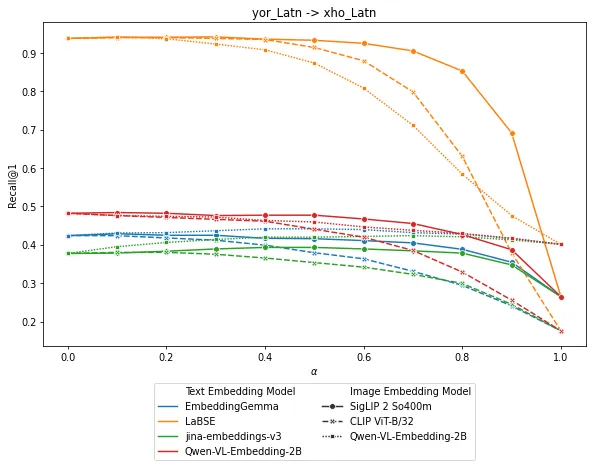 yor_Latn -> xho_Latn
Recall@1
0.9
0.8
0.7
0.6
0.5
0.4
0.3
0.2
0.0 0.2 0.4 0.6 0.8 1.0
α
Text Embedding Model Image Embedding Model
EmbeddingGemma SigLIP 2 So400m
LaBSE CLIP ViT-B/32
jina-embeddings-v3 Qwen-VL-Embedding-2B
Qwen-VL-Embedding-2B